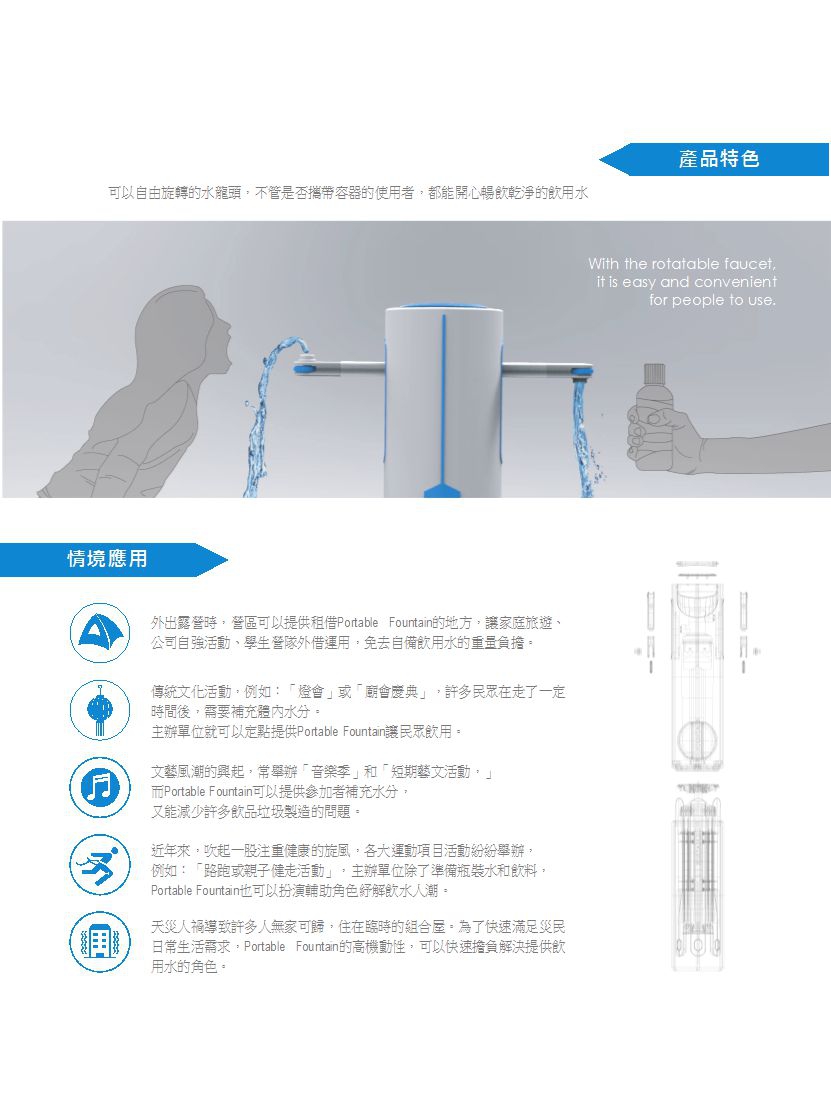 產品特色
可以自由旋轉的水龍頭，不管是否攜帶容器的使用者，都能開心暢飲乾淨的飲用水
With the rotatable faucet,
it is easy and convenient
for people to use.
情境應用
外出露營時，營區可以提供租借Portable Fountain的地方，讓家庭旅遊、
公司自強活動、學生營隊外借運用，免去自備飲用水的重量負擔。
傳統文化活動，例如：「燈會」或「廟會慶典」，許多民眾在走了一定
時間後，需要補充體內水分。
主辦單位就可以定點提供Portable Fountain讓民眾飲用。
文藝風潮的興起，常舉辦「音樂季」和「短期藝文活動，」
而Portable Fountain可以提供參加者補充水分，
又能減少許多飲品垃圾製造的問題。
近年來，吹起一股注重健康的旋風，各大運動項目活動紛紛舉辦，
例如：「路跑或親子健走活動」，主辦單位除了準備瓶裝水和飲料，
Portable Fountain也可以扮演輔助角色紓解飲水人潮。
天災人禍導致許多人無家可歸，住在臨時的組合屋。為了快速滿足災民
日常生活需求，Portable Fountain的高機動性，可以快速擔負解決提供飲
用水的角色。